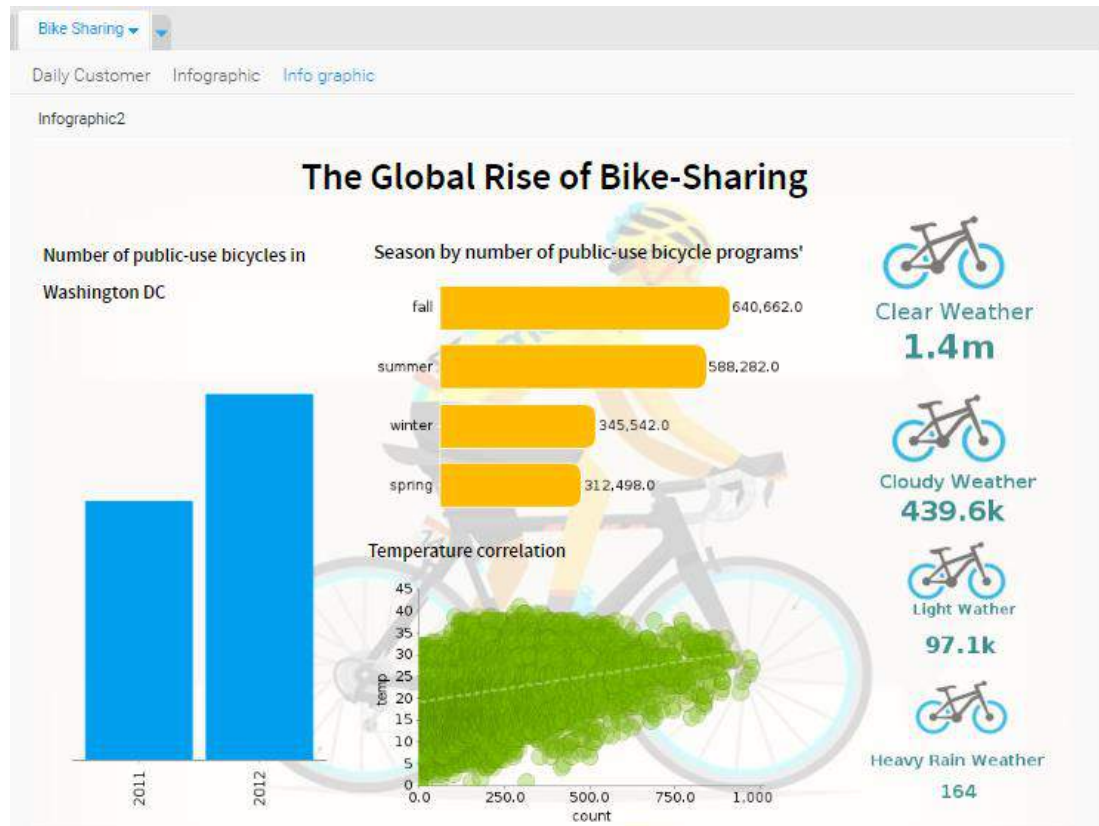 Bike Sharing
Daily Customer Infographic Info graphic
Infographic2
The Global Rise of Bike-Sharing
Number of public-use bicycles in
Washington DC
2011
2012
Season by number of public-use bicycle programs'
fall 640,662.0
summer 588,282.0
winter 345,542.0
spring 312,498.0
Temperature correlation
45
40
35
30
25
20
15
10
5
0
temp
0.0 250.0 500.0 750.0 1,000
count
Clear Weather
1.4m
Cloudy Weather
439.6k
Light Wather
97.1k
Heavy Rain Weather
164